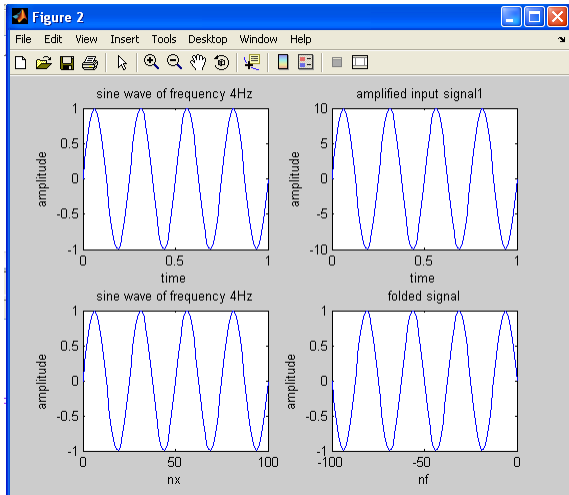 Figure 2
File Edit View Insert Tools Desktop Window Help
sine wave of frequency 4Hz
1
0.5
0
-0.5
-1
amplitude
0 0.5 1
time
amplified input signal1
10
5
0
-5
-10
amplitude
0 0.5 1
time
sine wave of frequency 4Hz
1
0.5
0
-0.5
-1
amplitude
0 50 100
nx
folded signal
1
0.5
0
-0.5
-1
amplitude
-100 -50 0
nf